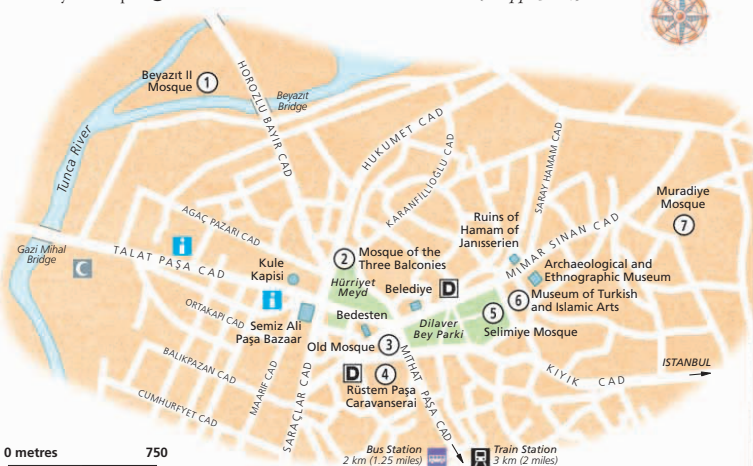 Beyazıt II
Mosque
1
HOROZLU BAYIR CAD
Beyazıt
Bridge
Tunca River
HUKUMET CAD
KARANFILLIOGLU CAD
SARAY HAMAM CAD
Muradiye
Mosque
7
Ruins of
Hamam of
Janısserien
MIMAR SINAN CAD
AGAÇ PAZARI CAD
Gazi Mihal
Bridge
TALAT PAŞA CAD
i
Kule
Kapisi
2
Mosque of the
Three Balconies
Hürriyet
Meyd
Belediye
D
Archaeological and
Ethnographic Museum
6
Museum of Turkish
and Islamic Arts
5
Selimiye Mosque
i
ORTAKAPI CAD
Semiz Ali
Paşa Bazaar
Bedesten
Dilaver
Bey Parki
Old Mosque
3
BALIKPAZAN CAD
D
4
Rüstem Paşa
Caravanserai
MITHAT PAŞA CAD
KIYIK CAD
ISTANBUL
CUMHURFYET CAD
MAARIF CAD
SARAÇLAR CAD
0 metres
750
Bus Station
2 km (1.25 miles)
Train Station
3 km (2 miles)